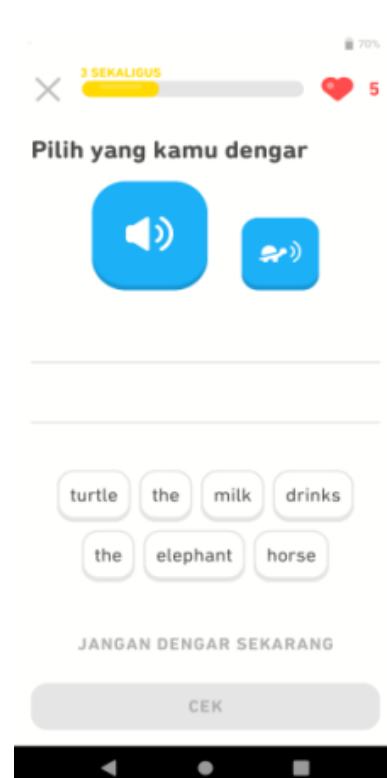 70%
3 SEKALIGUS
5
Pilih yang kamu dengar
turtle the milk drinks
the elephant horse
JANGAN DENGAR SEKARANG
CEK